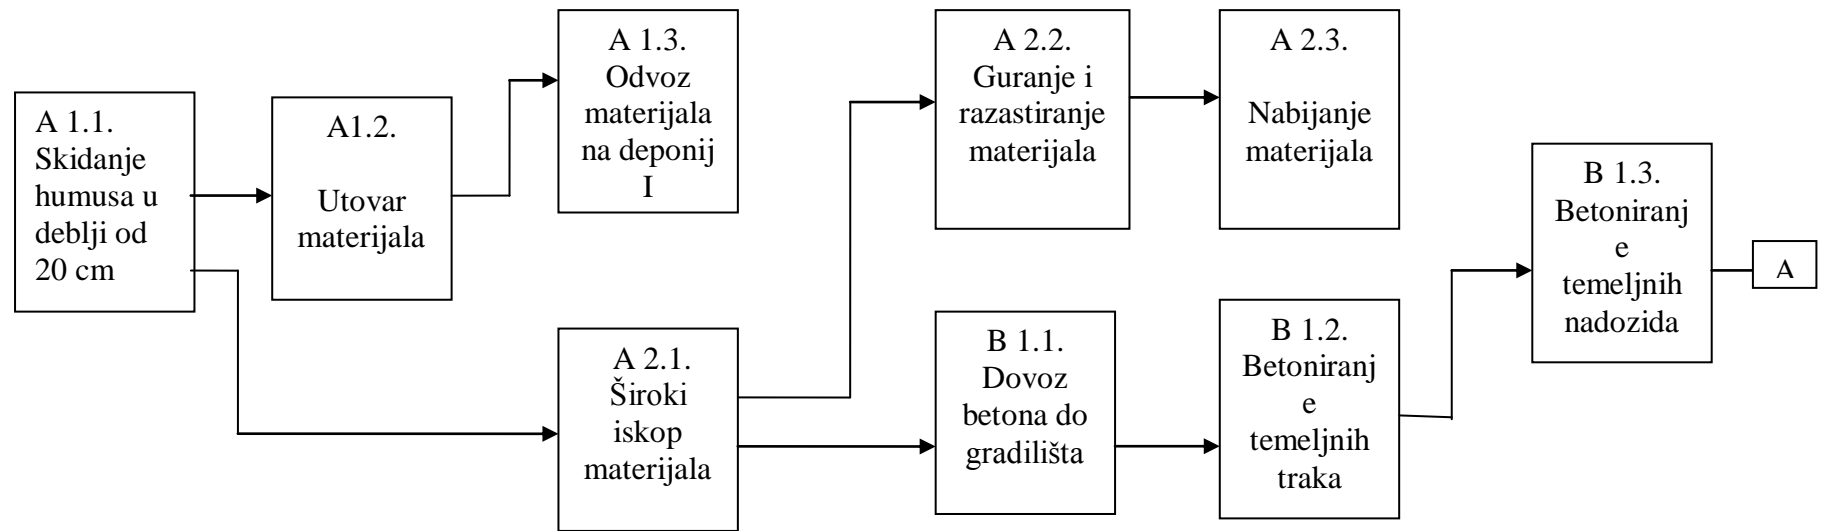 A 1.1.
Skidanje
humusa u
deblji od
20 cm
A1.2.
Utovar
materijala
A 1.3.
Odvoz
materijala
na deponij
I
A 2.1.
Široki
iskop
materijala
A 2.2.
Guranje i
razastiranje
materijala
A 2.3.
Nabijanje
materijala
B 1.1.
Dovoz
betona do
gradilišta
B 1.2.
Betoniranj
e
temeljnih
traka
B 1.3.
Betoniranj
e
temeljnih
nadozida
A